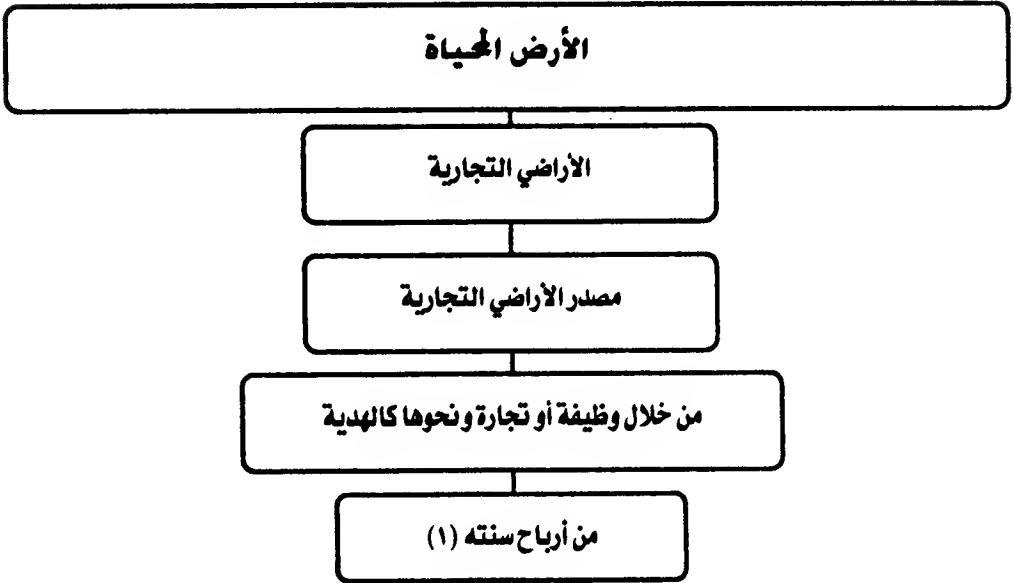 الأرض المحياة
الأراضي التجارية
مصدر الأراضي التجارية
من خلال وظيفة أو تجارة ونحوها كالهدية
من أرباح سنته (١)